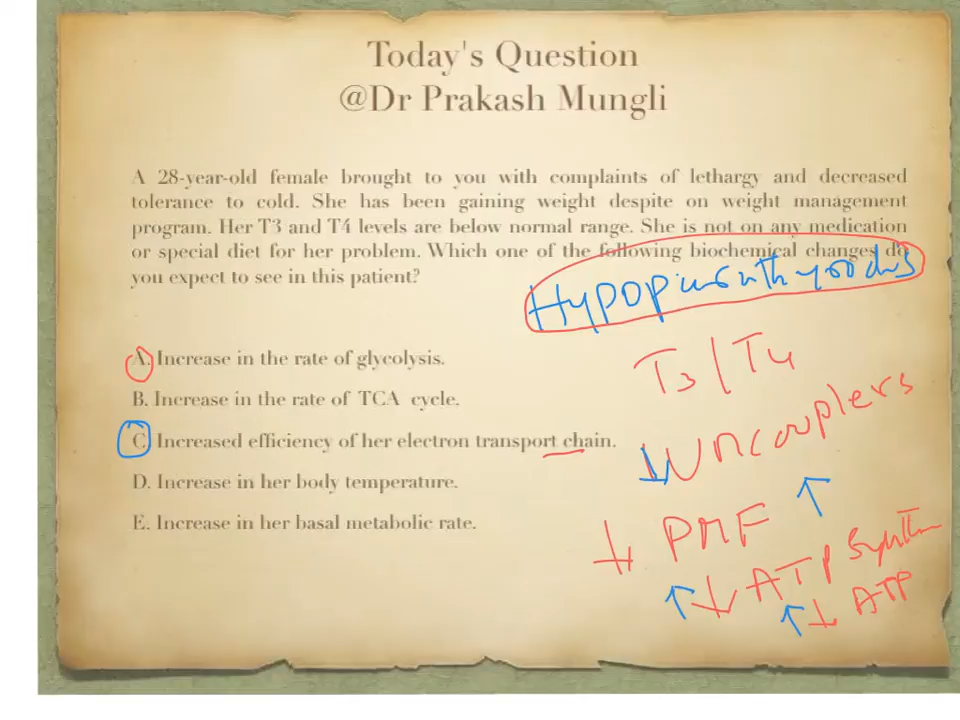 Today's Question
@Dr Prakash Mungli
A 28-year-old female brought to you with complaints of lethargy and decreased
tolerance to cold. She has been gaining weight despite on weight management
program. Her T3 and T4 levels are below normal range. She is not on any medication
or special diet for her problem. Which one of the following biochemical changes do
you expect to see in this patient?
A. Increase in the rate of glycolysis.
B. Increase in the rate of TCA cycle.
C Increased efficiency of her electron transport chain.
D. Increase in her body temperature.
E. Increase in her basal metabolic rate.
T3/T4
↓Uncouplers
↓ PMF ↑
↑↓ ATP
↑↓ ATP